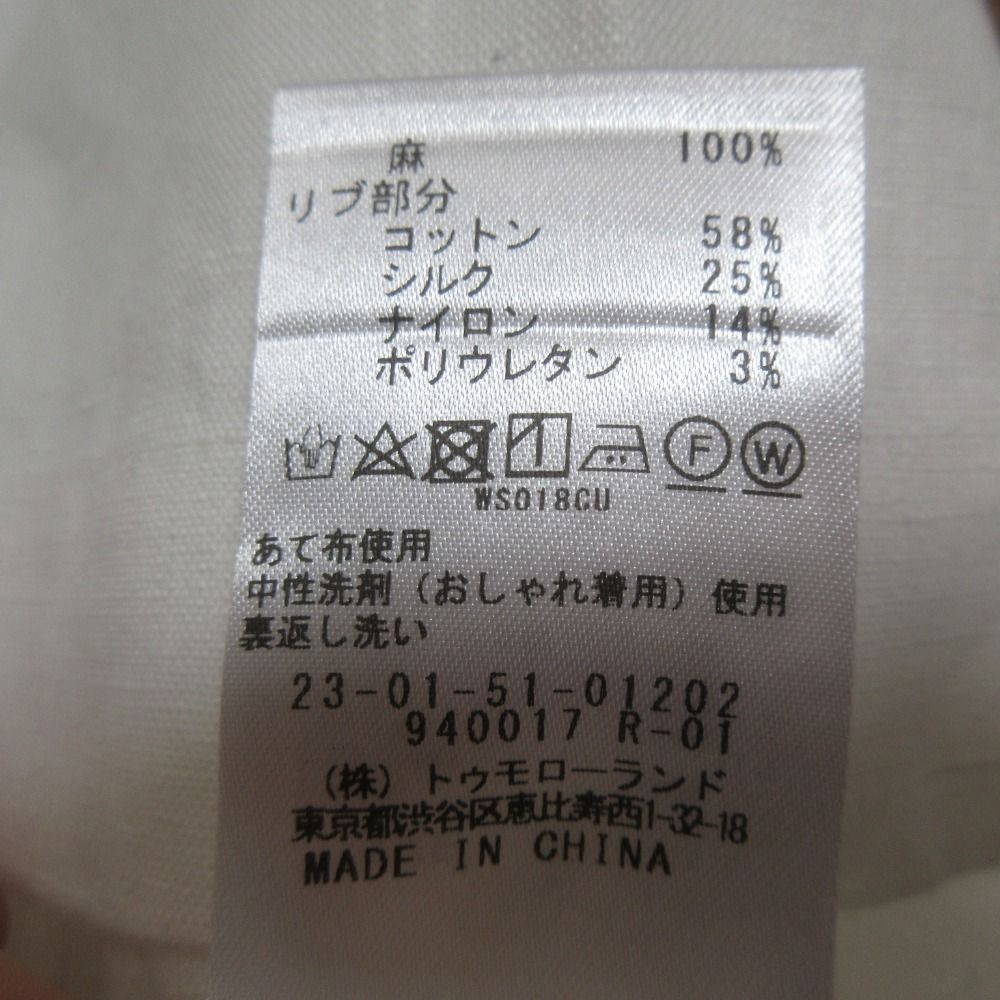 麻 100%
リブ部分
コットン 58%
シルク 25%
ナイロン 14%
ポリウレタン 3%
F W
WS018CU
あて布使用
中性洗剤（おしゃれ着用）使用
裏返し洗い
23-01-51-01202
940017 R-01
（株）トゥモローランド
東京都渋谷区恵比寿西1-32-18
MADE IN CHINA